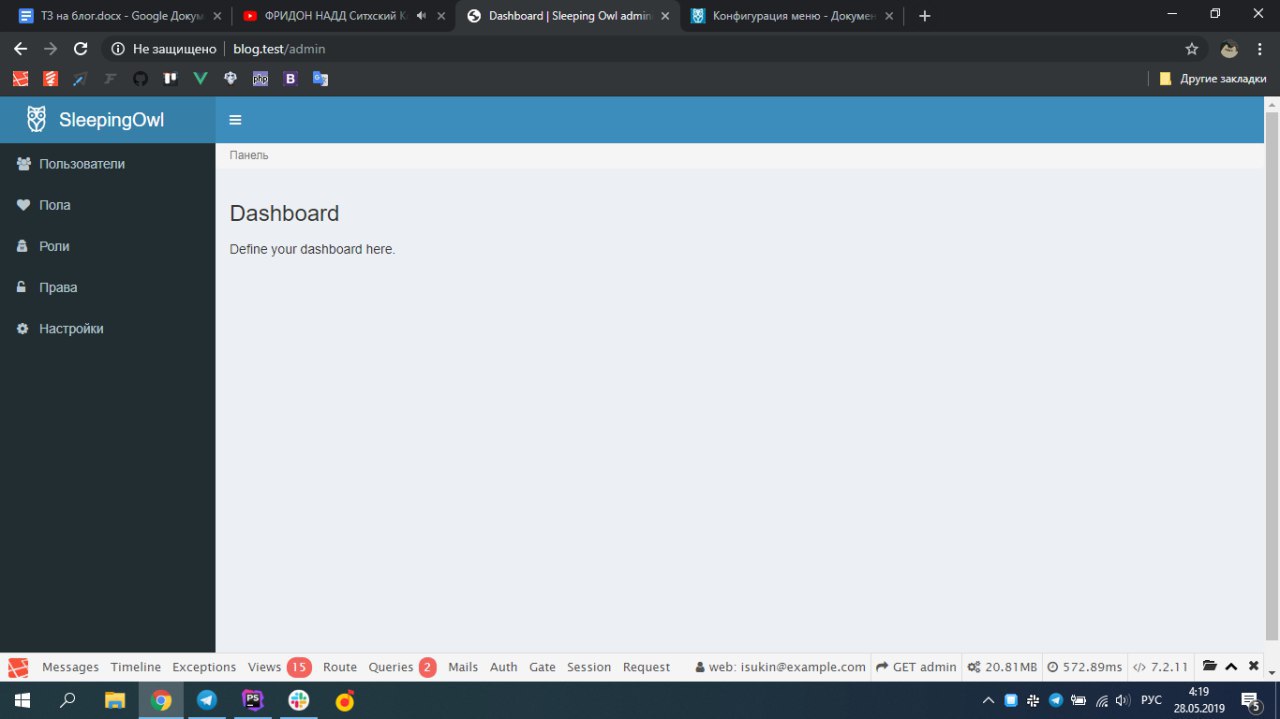 ТЗ на блог.docx - Google Докум
ФРИДОН НАДД Ситхский К
Dashboard | Sleeping Owl admin
Конфигурация меню - Докумен
Не защищено
blog.test/admin
php
B
Другие закладки
SleepingOwl
Пользователи
Пола
Роли
Права
Настройки
Панель
Dashboard
Define your dashboard here.
Messages Timeline Exceptions Views 15 Route Queries 2 Mails Auth Gate Session Request web: isukin@example.com GET admin 20.81MB 572.89ms 7.2.11
PS
РУС
4:19
28.05.2019
5